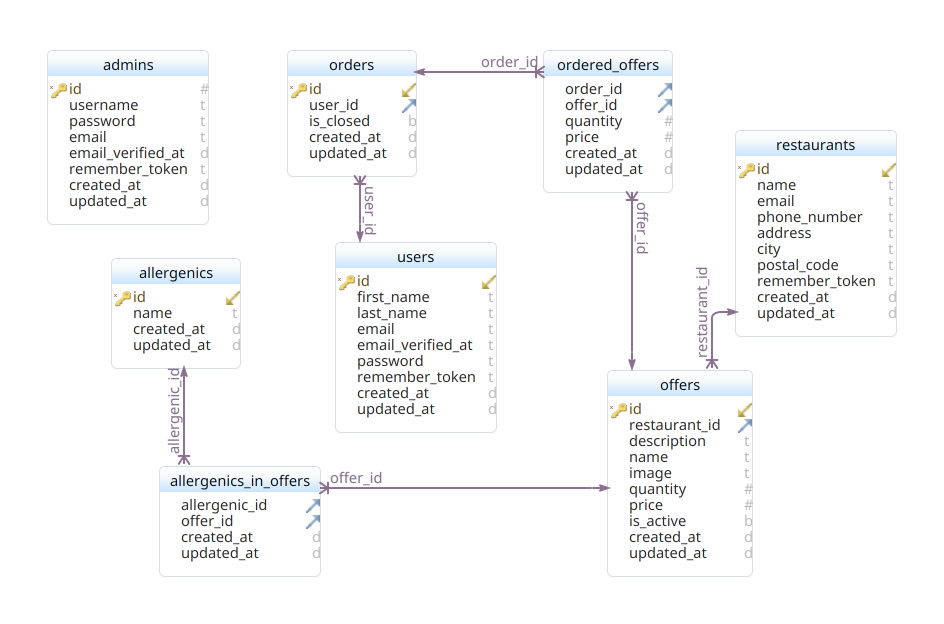 admins
id #
username t
password t
email t
email_verified_at d
remember_token t
created_at d
updated_at d
orders
id
user_id
is_closed b
created_at d
updated_at d
order_id
ordered_offers
order_id
offer_id
quantity #
price #
created_at d
updated_at d
restaurants
id
name t
email t
phone_number t
address t
city t
postal_code t
remember_token t
created_at d
updated_at d
user_id
offer_id
users
id
first_name t
last_name t
email t
email_verified_at d
password t
remember_token t
created_at d
updated_at d
allergenics
id
name t
created_at d
updated_at d
restaurant_id
allergenic_id
offers
id
restaurant_id
description t
name t
image t
quantity #
price #
is_active b
created_at d
updated_at d
allergenics_in_offers
allergenic_id
offer_id
created_at d
updated_at d
offer_id